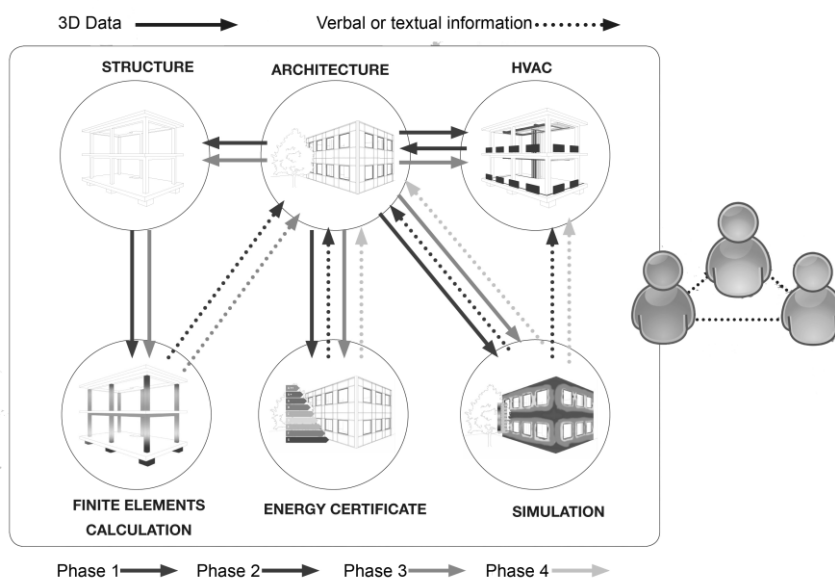 3D Data
Verbal or textual information
STRUCTURE
ARCHITECTURE
HVAC
FINITE ELEMENTS
CALCULATION
ENERGY CERTIFICATE
SIMULATION
Phase 1
Phase 2
Phase 3
Phase 4